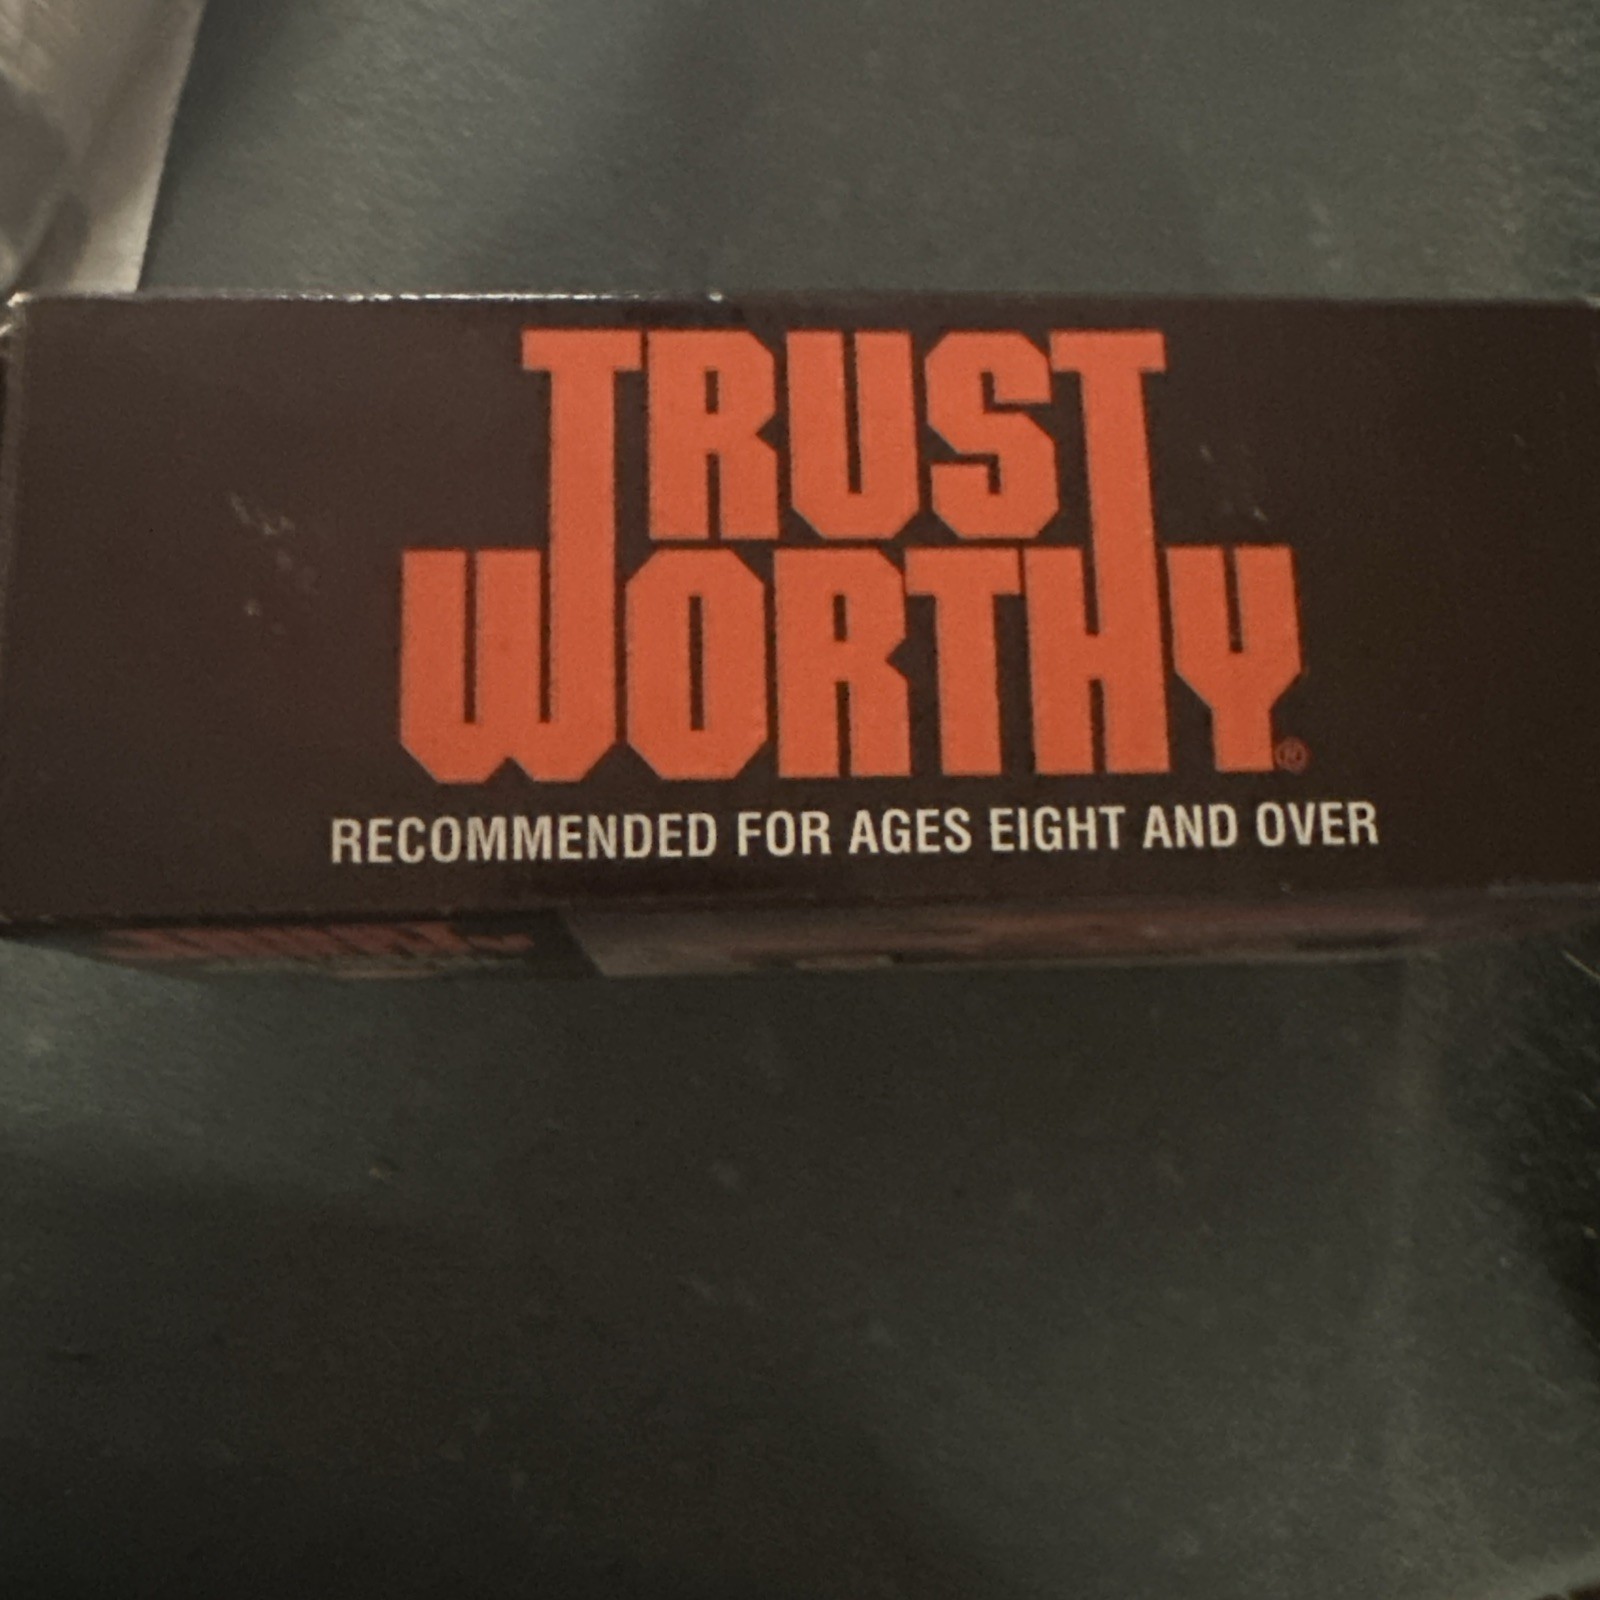 TRUST
WORTHY®
RECOMMENDED FOR AGES EIGHT AND OVER